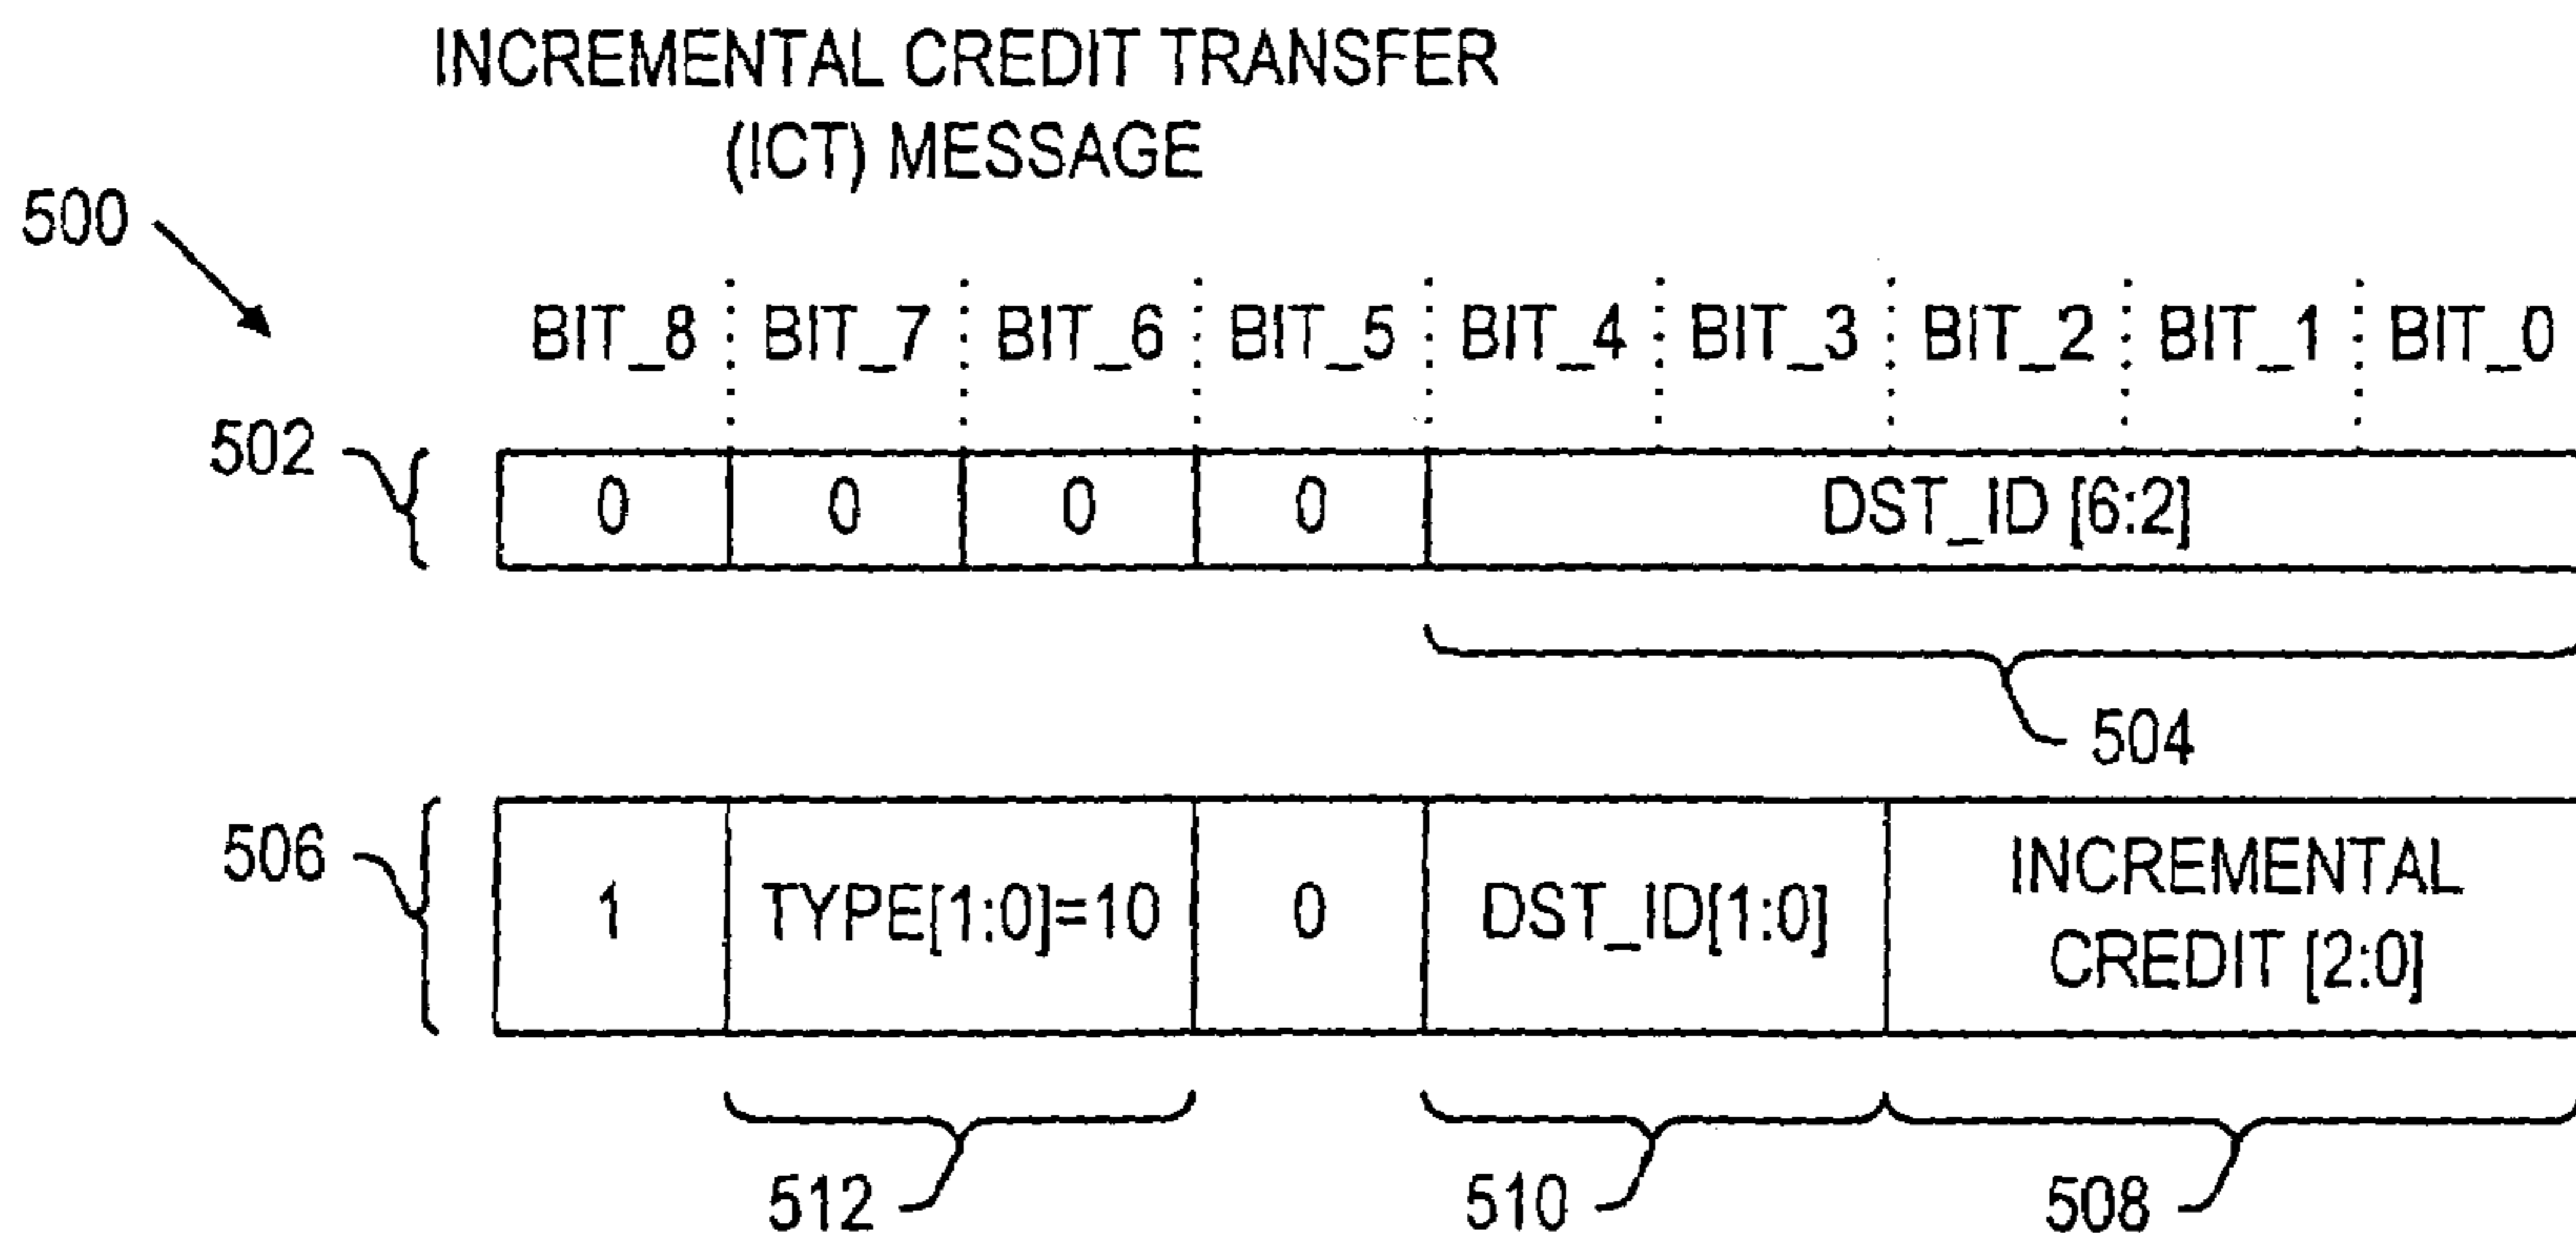 INCREMENTAL CREDIT TRANSFER
(ICT) MESSAGE
500
BIT_8 BIT_7 BIT_6 BIT_5 BIT_4 BIT_3 BIT_2 BIT_1 BIT_0
502 0 0 0 0 DST_ID [6:2]
504
506 1 TYPE[1:0]=10 0 DST_ID[1:0] INCREMENTAL
CREDIT [2:0]
512 510 508